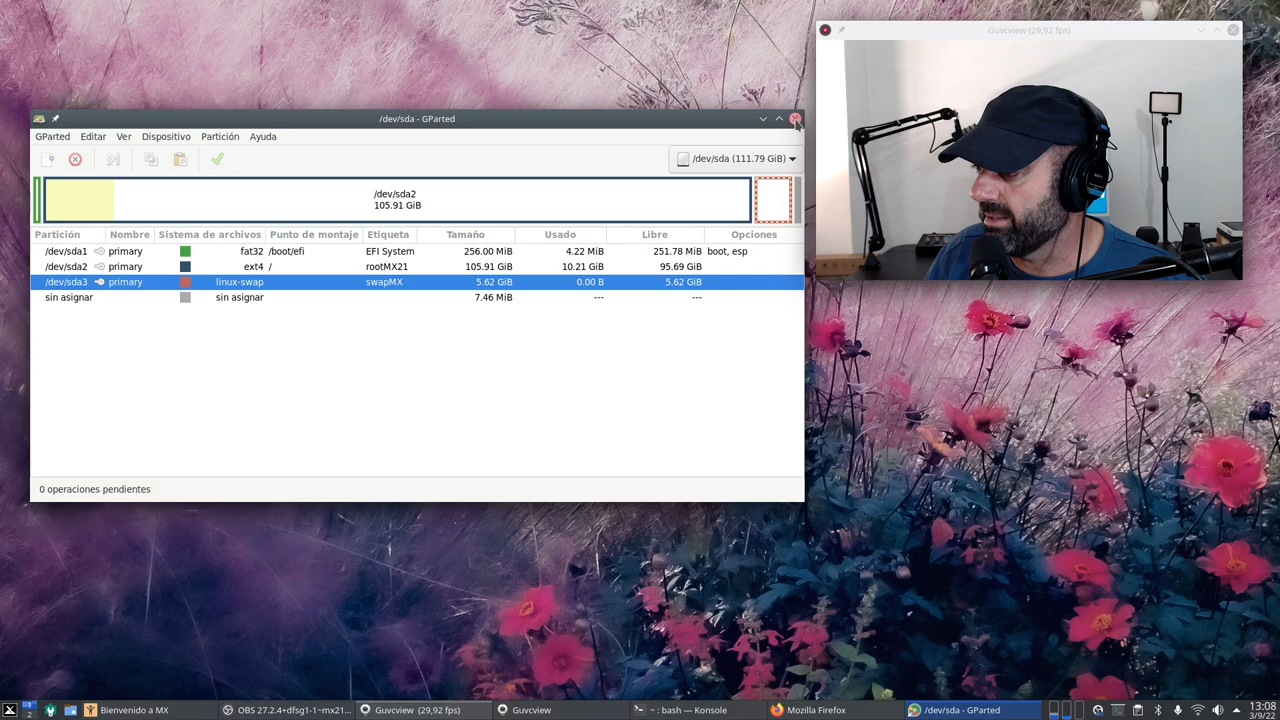 Guvcview (29,92 fps)
/dev/sda - GParted
GParted Editar Ver Dispositivo Partición Ayuda
/dev/sda (111.79 GiB)
/dev/sda2
105.91 GiB
Partición Nombre Sistema de archivos Punto de montaje Etiqueta Tamaño Usado Libre Opciones
/dev/sda1 primary fat32 /boot/efi EFI System 256.00 MiB 4.22 MiB 251.78 MiB boot, esp
/dev/sda2 primary ext4 / rootMX21 105.91 GiB 10.21 GiB 95.69 GiB
/dev/sda3 primary linux-swap swapMX 5.62 GiB 0.00 B 5.62 GiB
sin asignar sin asignar 7.46 MiB --- ---
0 operaciones pendientes
1
2
Bienvenido a MX
OBS 27.2.4+dfsg1-1~mx21...
Guvcview (29,92 fps)
Guvcview
~ : bash — Konsole
Mozilla Firefox
/dev/sda - GParted
13:08
3/9/22